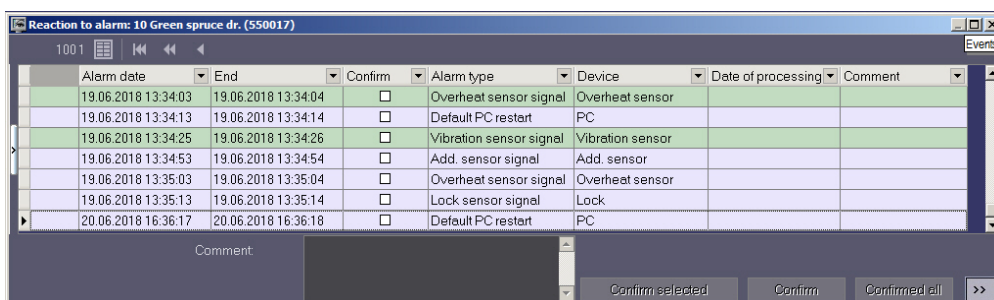 Reaction to alarm: 10 Green spruce dr. (550017)
1001
Events
Alarm date End Confirm Alarm type Device Date of processing Comment
19.06.2018 13:34:03 19.06.2018 13:34:04 Overheat sensor signal Overheat sensor
19.06.2018 13:34:13 19.06.2018 13:34:14 Default PC restart PC
19.06.2018 13:34:25 19.06.2018 13:34:26 Vibration sensor signal Vibration sensor
19.06.2018 13:34:53 19.06.2018 13:34:54 Add. sensor signal Add. sensor
19.06.2018 13:35:03 19.06.2018 13:35:04 Overheat sensor signal Overheat sensor
19.06.2018 13:35:13 19.06.2018 13:35:14 Lock sensor signal Lock
20.06.2018 16:36:17 20.06.2018 16:36:18 Default PC restart PC
Comment:
Confirm selected Confirm Confirmed all >>